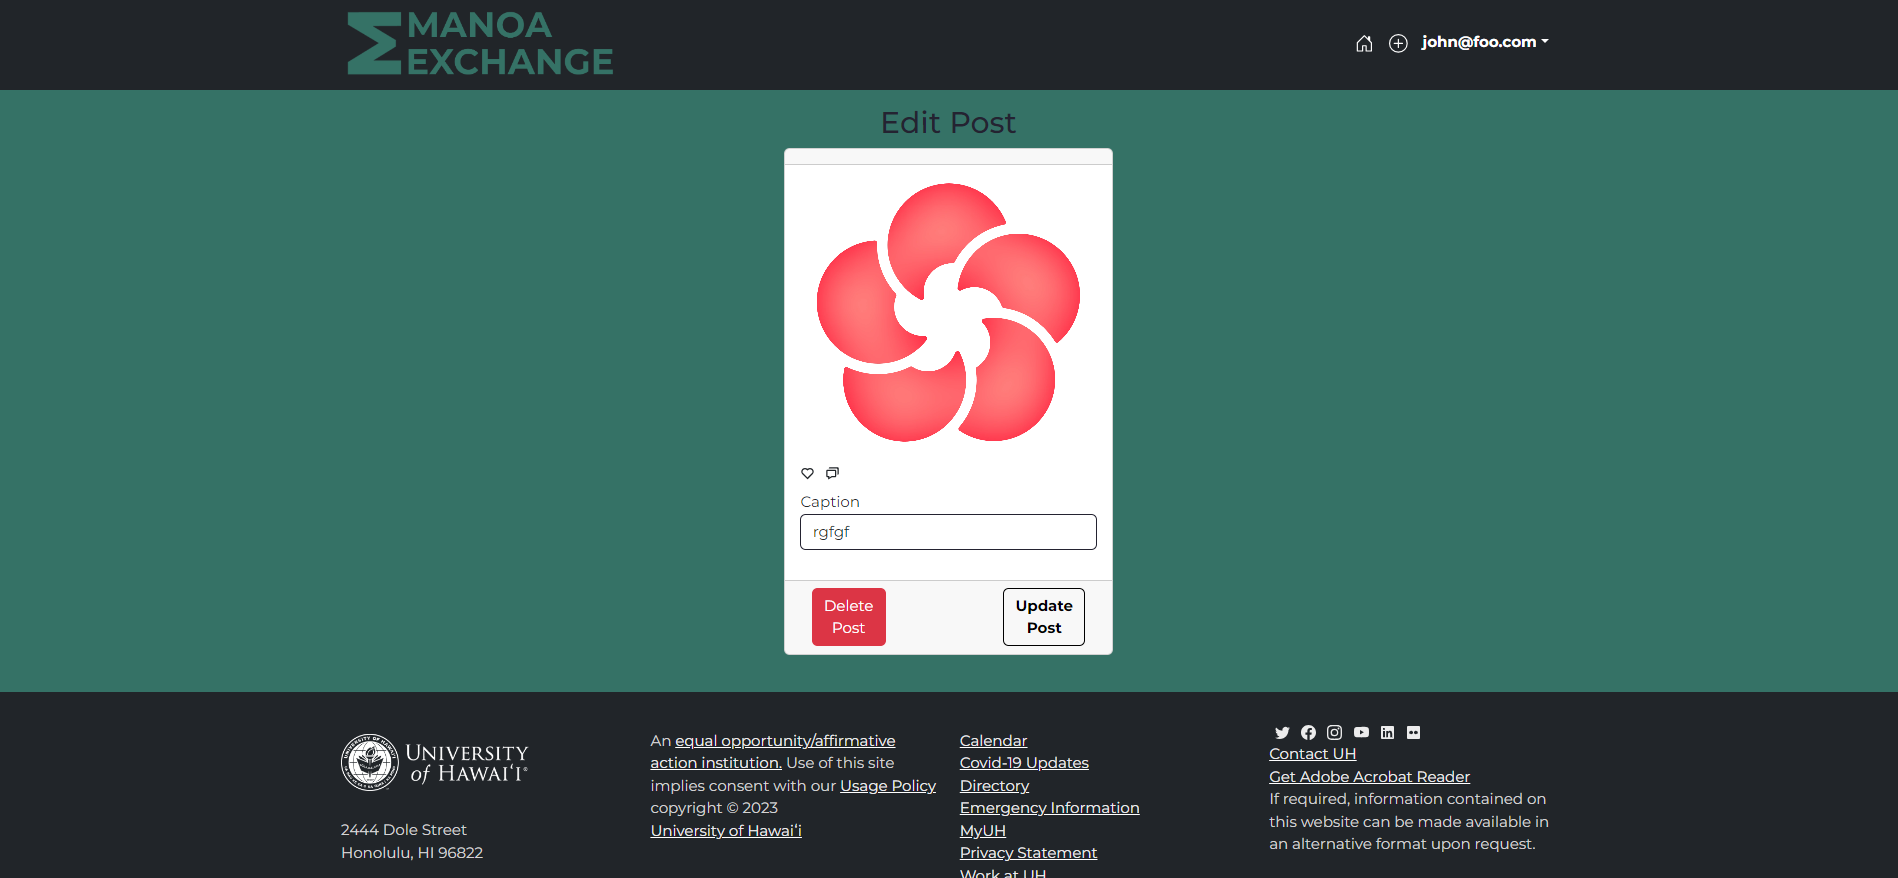 MANOA
EXCHANGE
john@foo.com
Edit Post
Caption
rgfgf
Delete
Post
Update
Post
UNIVERSITY
of HAWAIʻI®
2444 Dole Street
Honolulu, HI 96822
An equal opportunity/affirmative
action institution. Use of this site
implies consent with our Usage Policy
copyright © 2023
University of Hawaiʻi
Calendar
Covid-19 Updates
Directory
Emergency Information
MyUH
Privacy Statement
Work at UH
Contact UH
Get Adobe Acrobat Reader
If required, information contained on
this website can be made available in
an alternative format upon request.